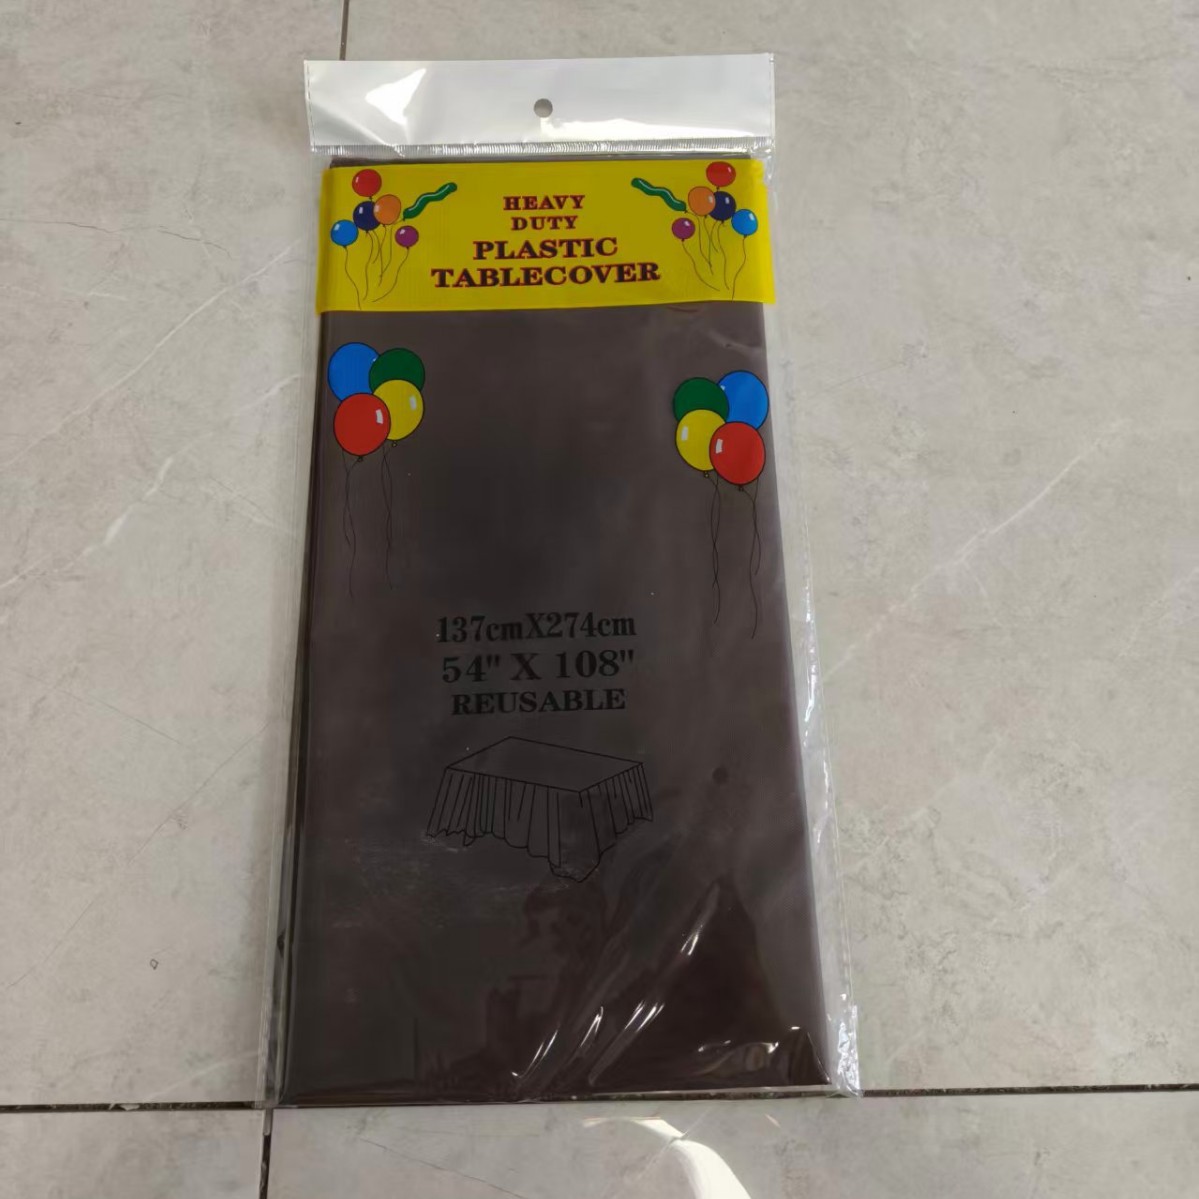 HEAVY
DUTY
PLASTIC
TABLECOVER
137cmX274cm
54" X 108"
REUSABLE